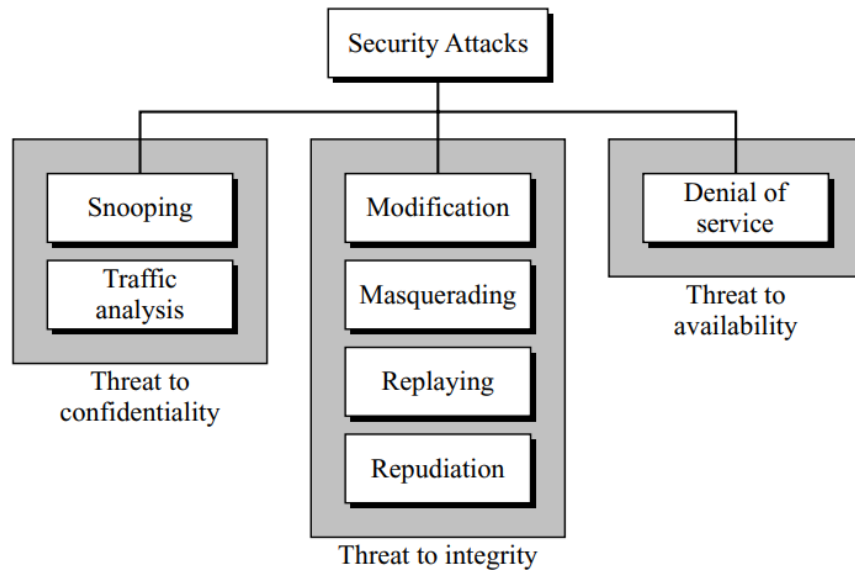 Security Attacks
Snooping
Traffic
analysis
Threat to
confidentiality
Modification
Masquerading
Replaying
Repudiation
Threat to integrity
Denial of
service
Threat to
availability